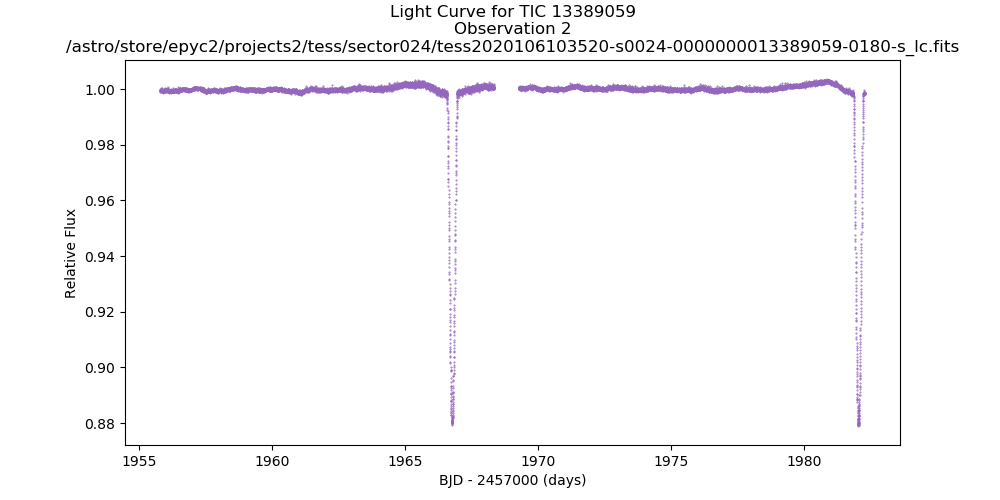 Light Curve for TIC 13389059
Observation 2
/astro/store/epyc2/projects2/tess/sector024/tess2020106103520-s0024-0000000013389059-0180-s_lc.fits
1.00
0.98
0.96
0.94
0.92
0.90
0.88
Relative Flux
1955
1960
1965
1970
1975
1980
BJD - 2457000 (days)